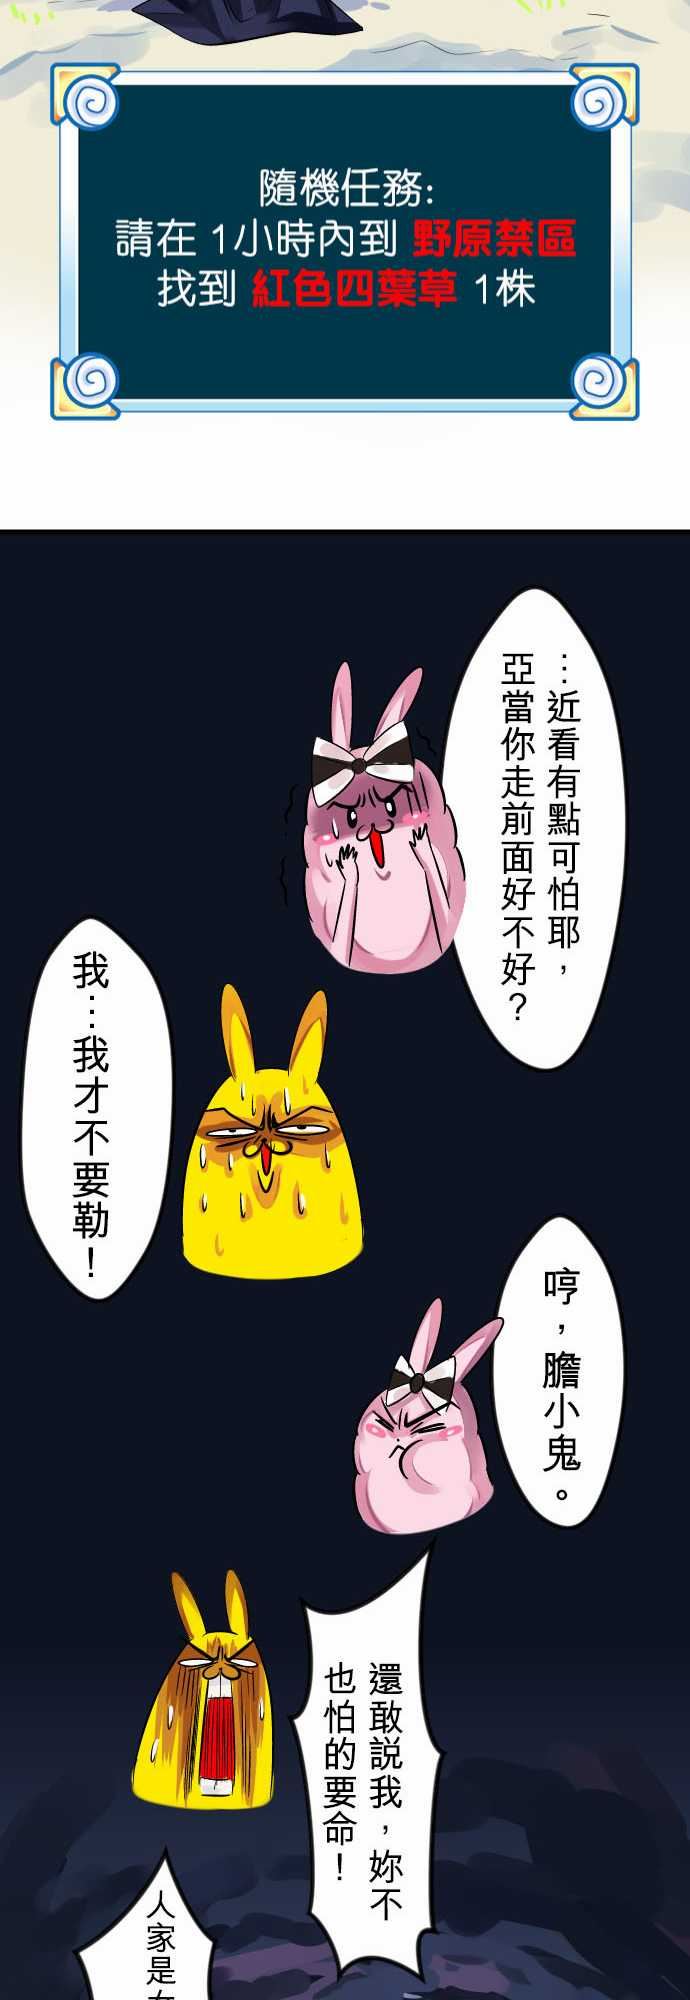 隨機任務:
請在 1小時內到 野原禁區
找到 紅色四葉草 1株
…近看有點可怕耶，
亞當你走前面好不好？
我…我才不要勒！
哼，膽小鬼。
還敢說我，妳不
也怕的要命！
人家是